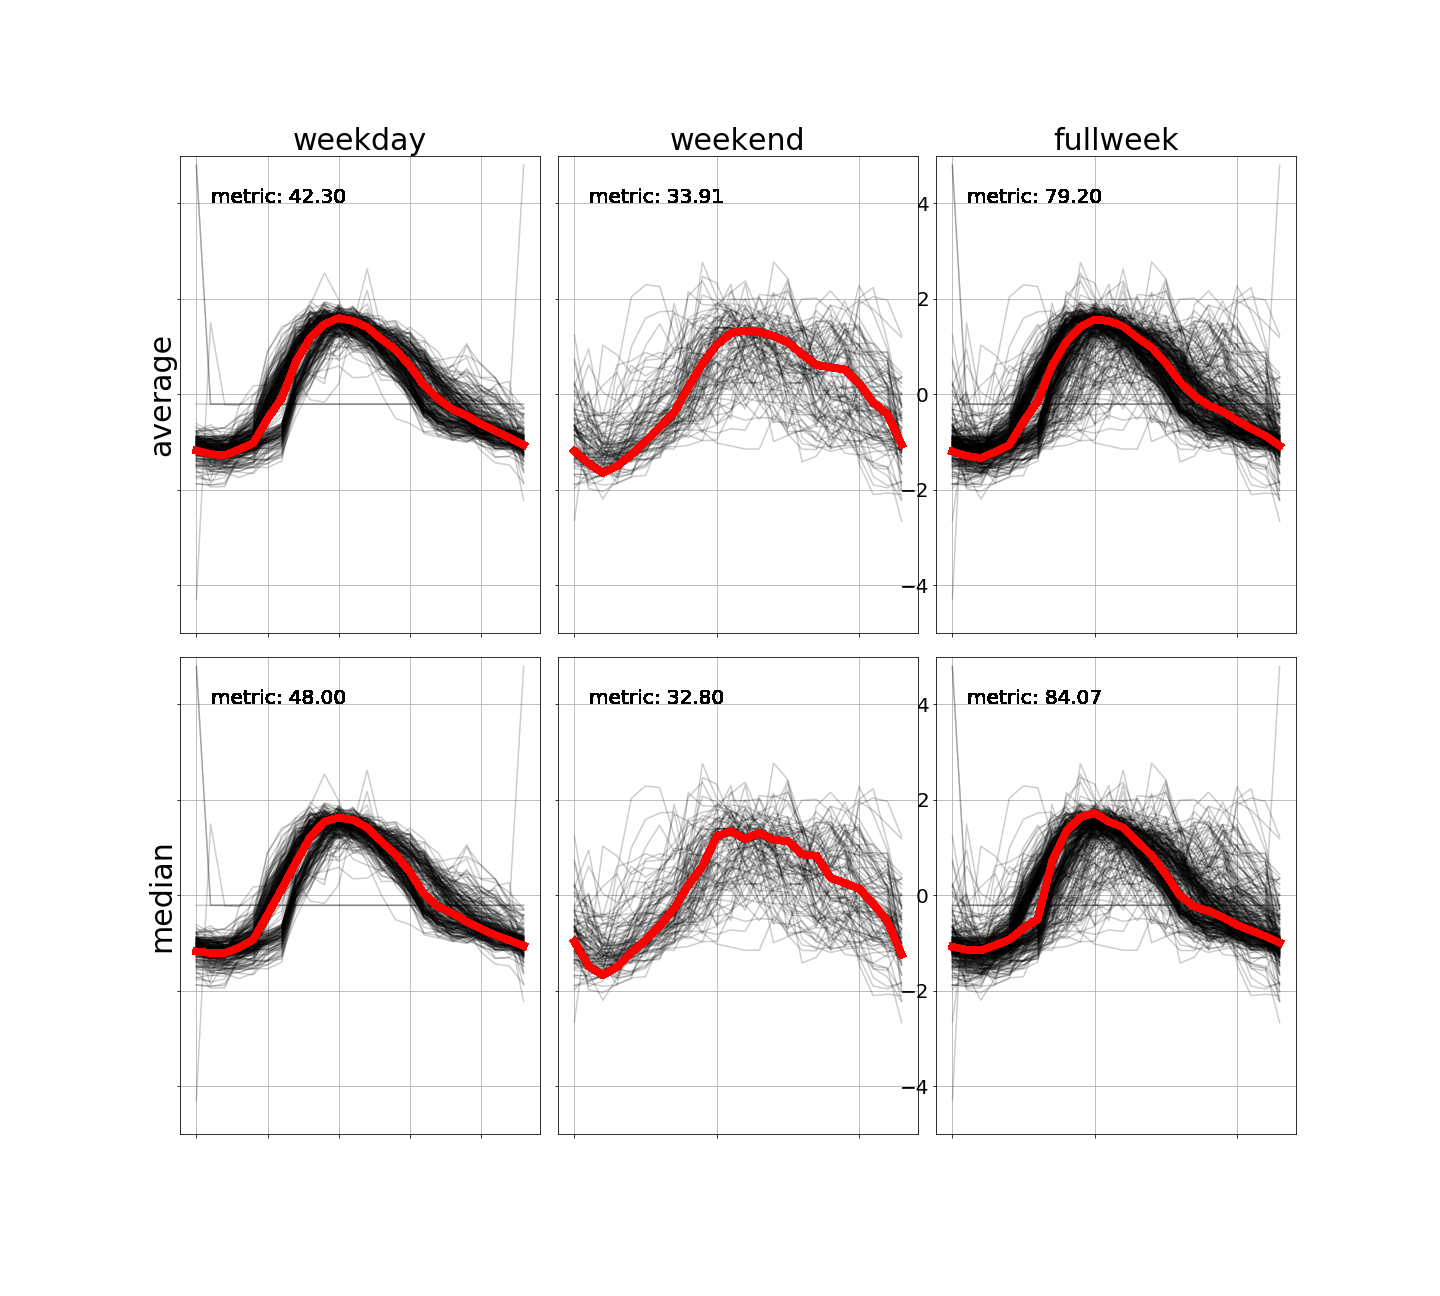 weekday
weekend
fullweek
average
metric: 42.30
metric: 33.91
metric: 79.20
4
2
0
−2
−4
median
metric: 48.00
metric: 32.80
metric: 84.07
4
2
0
−2
−4